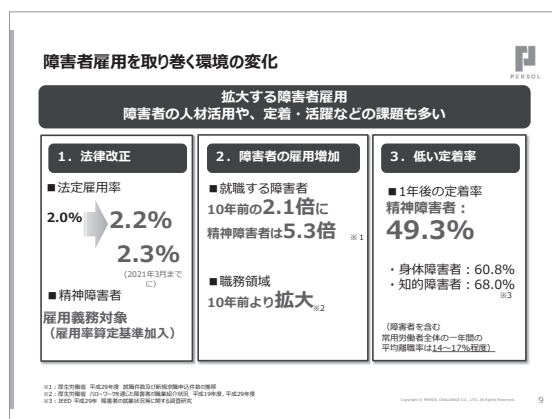 障害者雇用を取り巻く環境の変化
PERSOL
拡大する障害者雇用
障害者の人材活用や、定着・活躍などの課題も多い
1．法律改正
■法定雇用率
2.0%
2.2%
2.3%
（2021年3月まで
に）
■精神障害者
雇用義務対象
（雇用率算定基準加入）
2．障害者の雇用増加
■就職する障害者
10年前の2.1倍に
精神障害者は5.3倍 ※1
■職務領域
10年前より拡大※2
3．低い定着率
■1年後の定着率
精神障害者：
49.3%
・身体障害者：60.8%
・知的障害者：68.0%
※3
（障害者を含む
常用労働者全体の一年間の
平均離職率は14～17%程度）
※1：厚生労働省 平成29年度 就職件数及び新規求職申込件数の推移
※2：厚生労働省 ハローワークを通じた障害者の職業紹介状況 平成19年度、平成29年度
※3：JEED 平成29年 障害者の就業状況等に関する調査研究
Copyright © PERSOL CHALLENGE CO., LTD. All Rights Reserved.
9